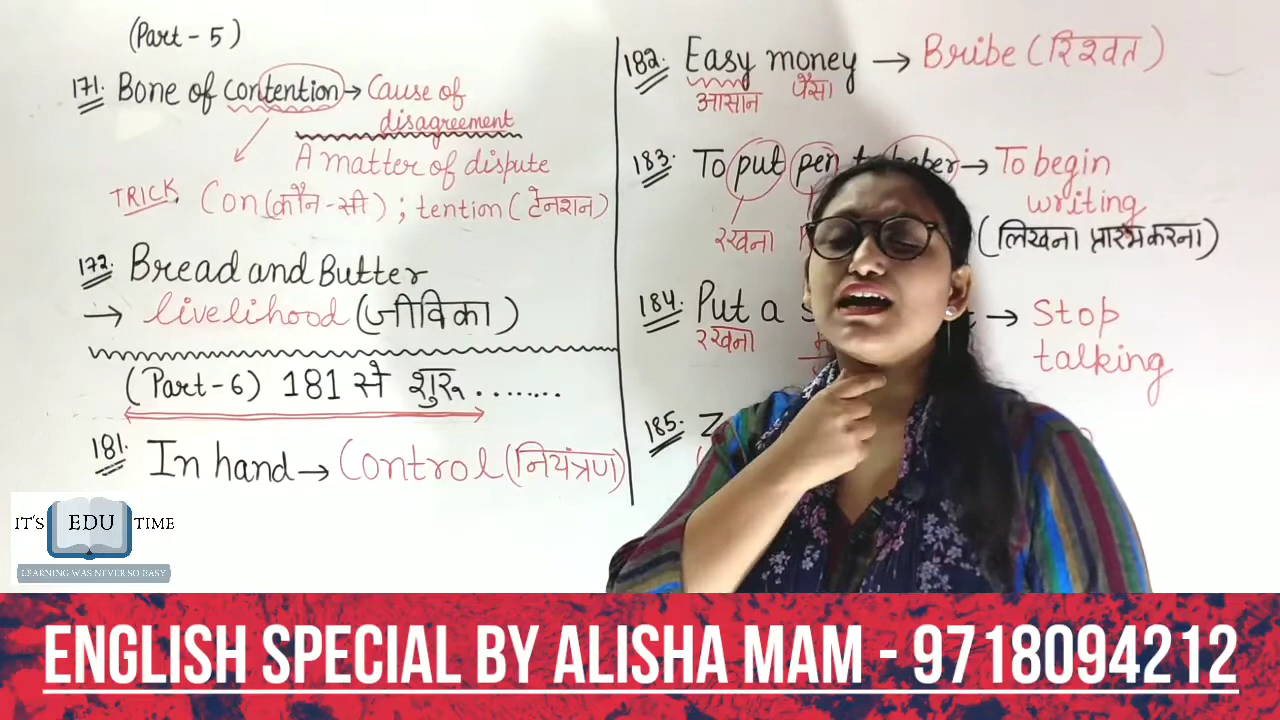 (Part - 5)
171. Bone of contention → Cause of
disagreement
A matter of dispute
TRICK. Con (कौन-सी) ; tention (टेनशन)
172. Bread and Butter
→ livelihood (जीविका)
(Part-6) 181 से शुरू........
181. In hand → Control (नियंत्रण)
182. Easy money → Bribe (रिश्वत)
आसान पैसा
183. To put pen to paper → To begin
writing
रखना (लिखना प्रारंभ करना)
184. Put a → Stop
रखना talking
185.
IT'S EDU TIME
LEARNING WAS NEVER SO EASY
ENGLISH SPECIAL BY ALISHA MAM - 9718094212